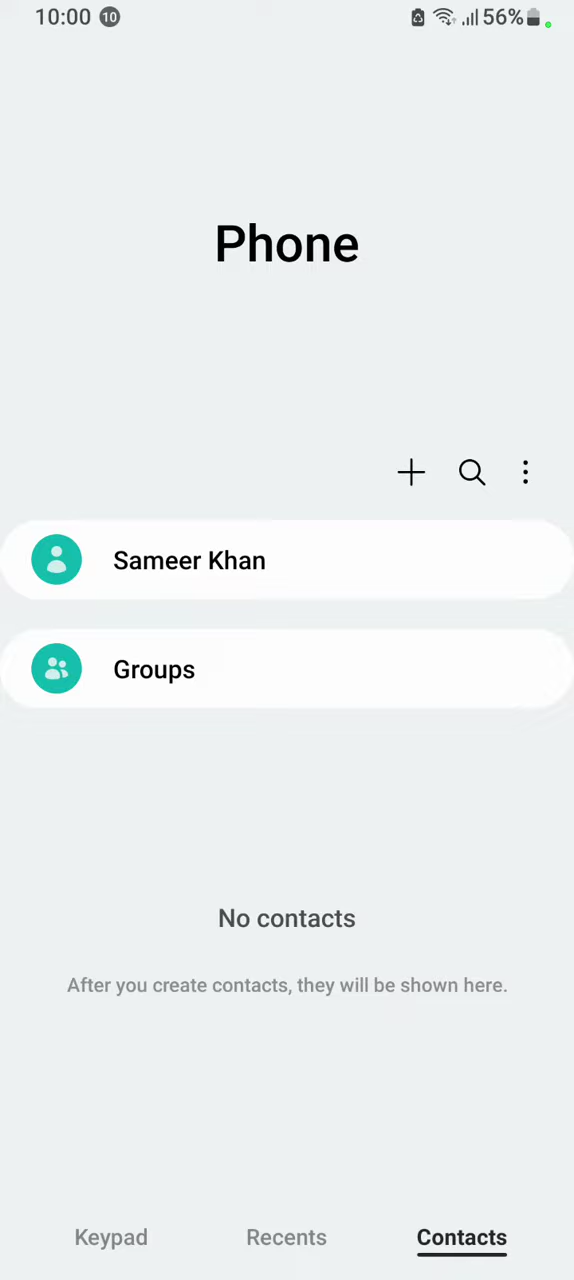 10:00 10 56%
Phone
Sameer Khan
Groups
No contacts
After you create contacts, they will be shown here.
Keypad Recents Contacts